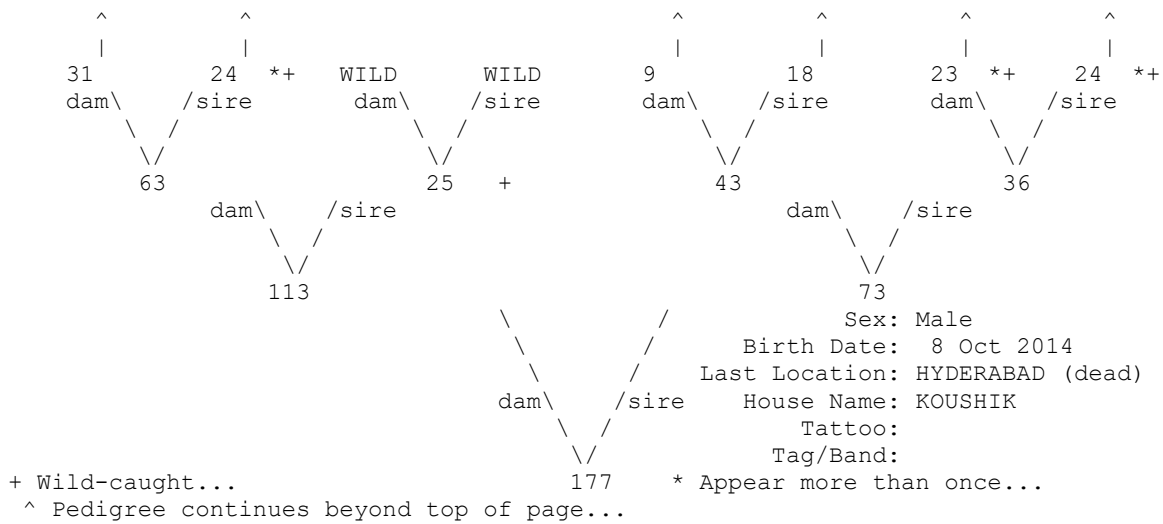 ^ ^ ^ ^ ^ ^
| | | | | |
31 24 *+ WILD WILD 9 18 23 *+ 24 *+
dam\ /sire dam\ /sire dam\ /sire dam\ /sire
\ / \ / \ / \ /
\/ \/ \/ \/
63 25 + 43 36
dam\ /sire dam\ /sire
\ / \ /
\/ \/
113 73
\ / Sex: Male
\ / Birth Date: 8 Oct 2014
\ / Last Location: HYDERABAD (dead)
dam\ /sire House Name: KOUSHIK
\ / Tattoo:
\/ Tag/Band:
+ Wild-caught... 177 * Appear more than once...
^ Pedigree continues beyond top of page...